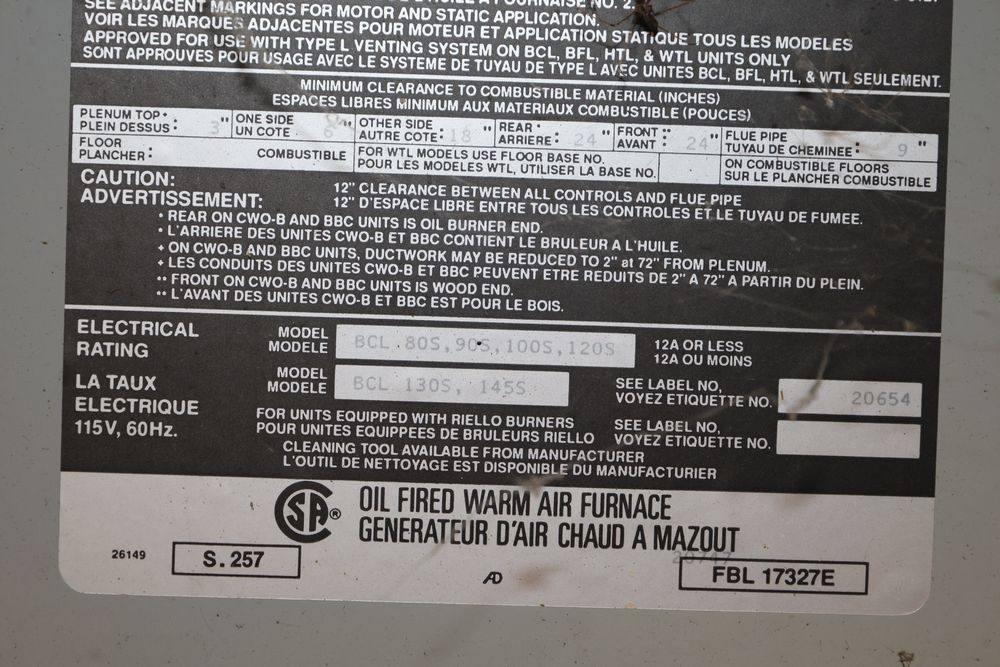 A FOURNAISE NO. 2.
SEE ADJACENT MARKINGS FOR MOTOR AND STATIC APPLICATION.
VOIR LES MARQUES ADJACENTES POUR MOTEUR ET APPLICATION STATIQUE TOUS LES MODELES
APPROVED FOR USE WITH TYPE L VENTING SYSTEM ON BCL, BFL, HTL, & WTL UNITS ONLY
SONT APPROUVES POUR USAGE AVEC LE SYSTEME DE TUYAU DE TYPE L AVEC UNITES BCL, BFL, HTL, & WTL SEULEMENT.
MINIMUM CLEARANCE TO COMBUSTIBLE MATERIAL (INCHES)
ESPACES LIBRES MINIMUM AUX MATERIAUX COMBUSTIBLE (POUCES)
PLENUM TOP+ PLEIN DESSUS: 3" ONE SIDE UN COTE 6" OTHER SIDE AUTRE COTE: 18" REAR• ARRIERE: 24" FRONT•• AVANT: 24" FLUE PIPE TUYAU DE CHEMINEE: 9"
FLOOR PLANCHER: COMBUSTIBLE FOR WTL MODELS USE FLOOR BASE NO. POUR LES MODELES WTL, UTILISER LA BASE NO. ON COMBUSTIBLE FLOORS SUR LE PLANCHER COMBUSTIBLE
CAUTION: 12" CLEARANCE BETWEEN ALL CONTROLS AND FLUE PIPE
ADVERTISSEMENT: 12" D'ESPACE LIBRE ENTRE TOUS LES CONTROLES ET LE TUYAU DE FUMEE.
• REAR ON CWO-B AND BBC UNITS IS OIL BURNER END.
• L'ARRIERE DES UNITES CWO-B ET BBC CONTIENT LE BRULEUR A L'HUILE.
+ ON CWO-B AND BBC UNITS, DUCTWORK MAY BE REDUCED TO 2" at 72" FROM PLENUM.
+ LES CONDUITS DES UNITES CWO-B ET BBC PEUVENT ETRE REDUITS DE 2" A 72" A PARTIR DU PLEIN.
•• FRONT ON CWO-B AND BBC UNITS IS WOOD END.
•• L'AVANT DES UNITES CWO-B ET BBC EST POUR LE BOIS.
ELECTRICAL RATING
LA TAUX ELECTRIQUE
115V, 60Hz.
MODEL MODELE BCL 80S,90S,100S,120S 12A OR LESS 12A OU MOINS
MODEL MODELE BCL 130S, 145S SEE LABEL NO, VOYEZ ETIQUETTE NO. 20654
FOR UNITS EQUIPPED WITH RIELLO BURNERS SEE LABEL NO,
POUR UNITES EQUIPPEES DE BRULEURS RIELLO VOYEZ ETIQUETTE NO.
CLEANING TOOL AVAILABLE FROM MANUFACTURER
L'OUTIL DE NETTOYAGE EST DISPONIBLE DU MANUFACTURIER
SA® OIL FIRED WARM AIR FURNACE
GENERATEUR D'AIR CHAUD A MAZOUT
26149 S.257 AD FBL 17327E